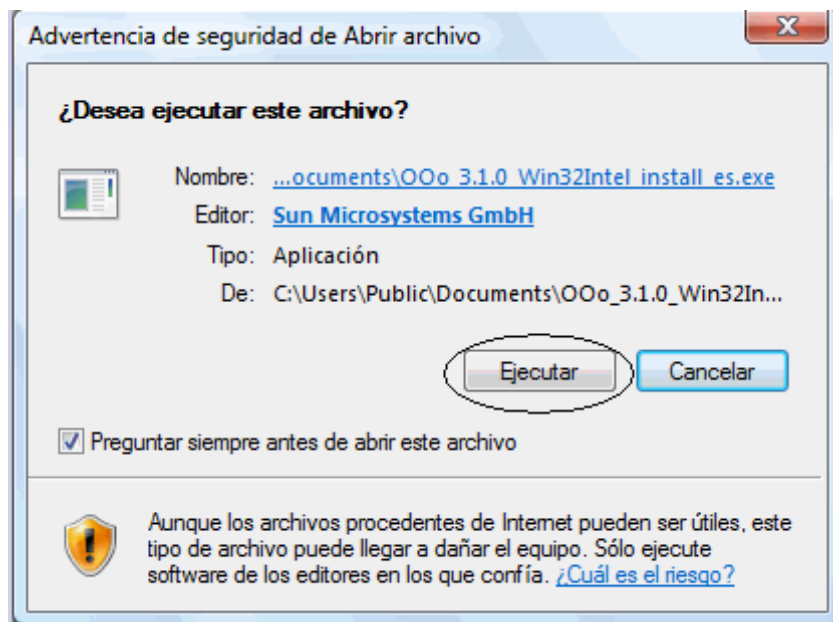 Advertencia de seguridad de Abrir archivo
¿Desea ejecutar este archivo?
Nombre: ...ocuments\OOo_3.1.0_Win32Intel_install_es.exe
Editor: Sun Microsystems GmbH
Tipo: Aplicación
De: C:\Users\Public\Documents\OOo_3.1.0_Win32In...
Ejecutar Cancelar
Preguntar siempre antes de abrir este archivo
Aunque los archivos procedentes de Internet pueden ser útiles, este
tipo de archivo puede llegar a dañar el equipo. Sólo ejecute
software de los editores en los que confía. ¿Cuál es el riesgo?